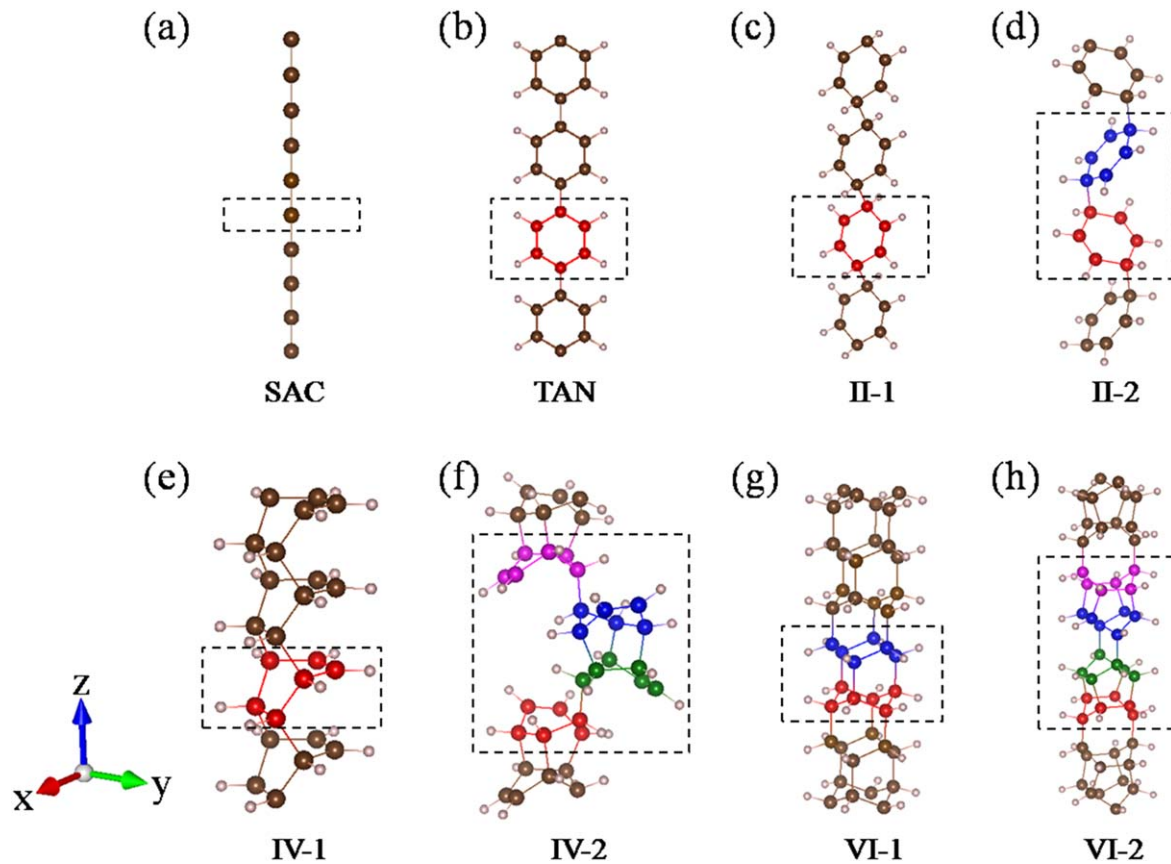 (a) (b) (c) (d)
SAC TAN II-1 II-2
(e) (f) (g) (h)
z
x y
IV-1 IV-2 VI-1 VI-2